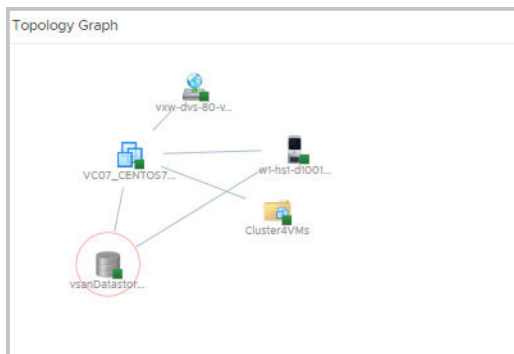 Topology Graph
vxw-dvs-80-v...
VC07_CENTOS7...
w1-hs1-d1001...
Cluster4VMs
vsanDatastor...